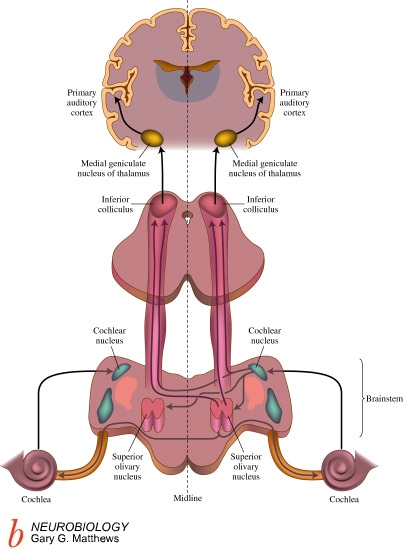 Primary
auditory
cortex
Primary
auditory
cortex
Medial geniculate
nucleus of thalamus
Medial geniculate
nucleus of thalamus
Inferior
colliculus
Inferior
colliculus
Cochlear
nucleus
Cochlear
nucleus
Brainstem
Superior
olivary
nucleus
Superior
olivary
nucleus
Cochlea
Midline
Cochlea
b NEUROBIOLOGY
Gary G. Matthews